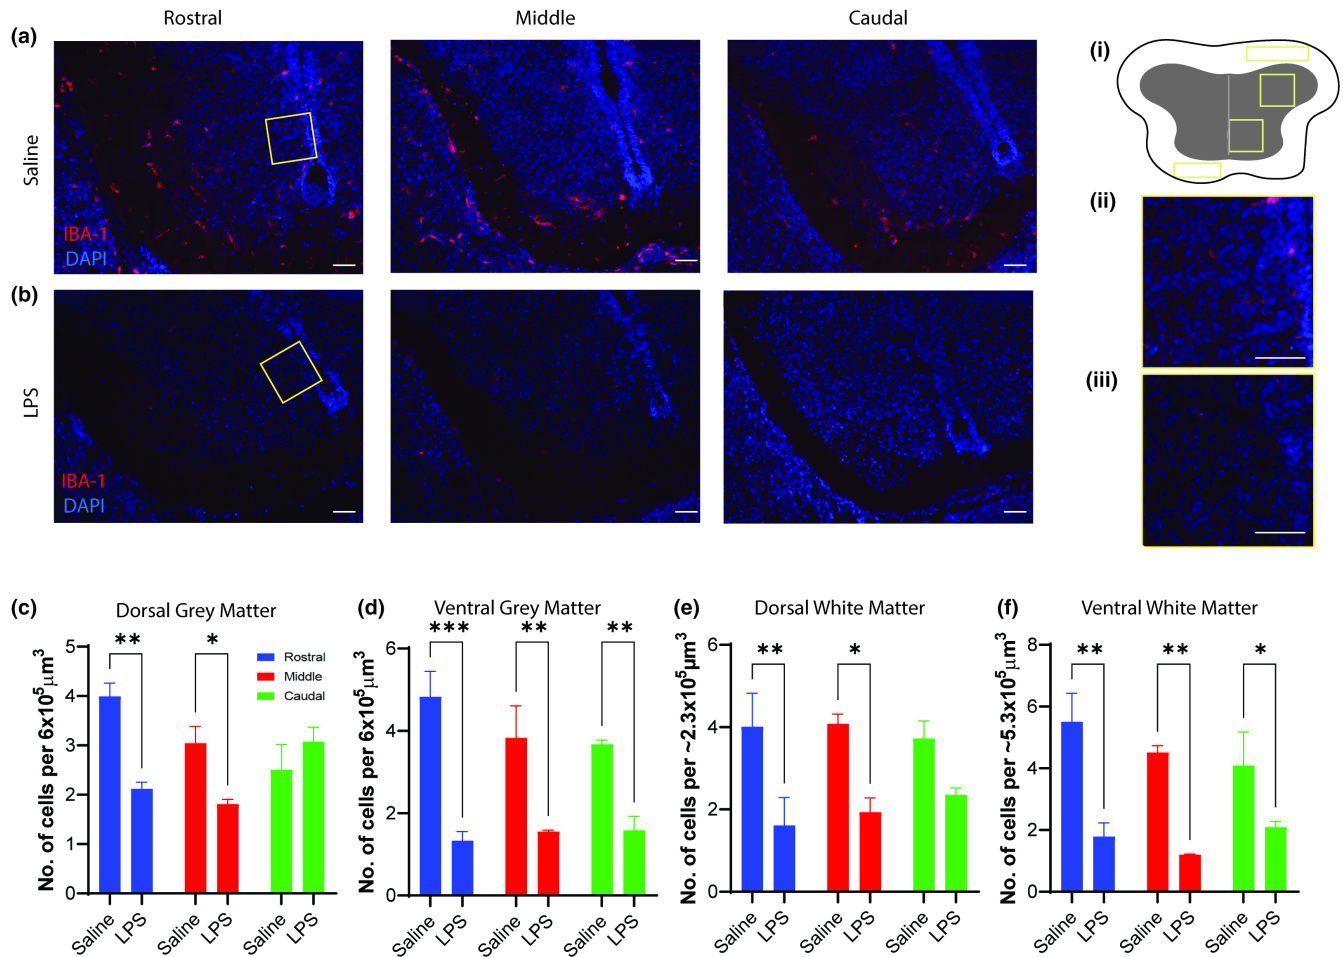 Rostral
Middle
Caudal
(a)
Saline
IBA-1
DAPI
(b)
LPS
IBA-1
DAPI
(i)
(ii)
(iii)
(c)
Dorsal Grey Matter
No. of cells per 6x10⁵µm³
5
4
3
2
1
0
**
*
Rostral
Middle
Caudal
Saline
LPS
Saline
LPS
Saline
LPS
(d)
Ventral Grey Matter
No. of cells per 6x10⁵µm³
6
4
2
0
***
**
**
Saline
LPS
Saline
LPS
Saline
LPS
(e)
Dorsal White Matter
No. of cells per ~2.3x10⁵µm³
6
4
2
0
**
*
Saline
LPS
Saline
LPS
Saline
LPS
(f)
Ventral White Matter
No. of cells per ~5.3x10⁵µm³
8
6
4
2
0
**
**
*
Saline
LPS
Saline
LPS
Saline
LPS